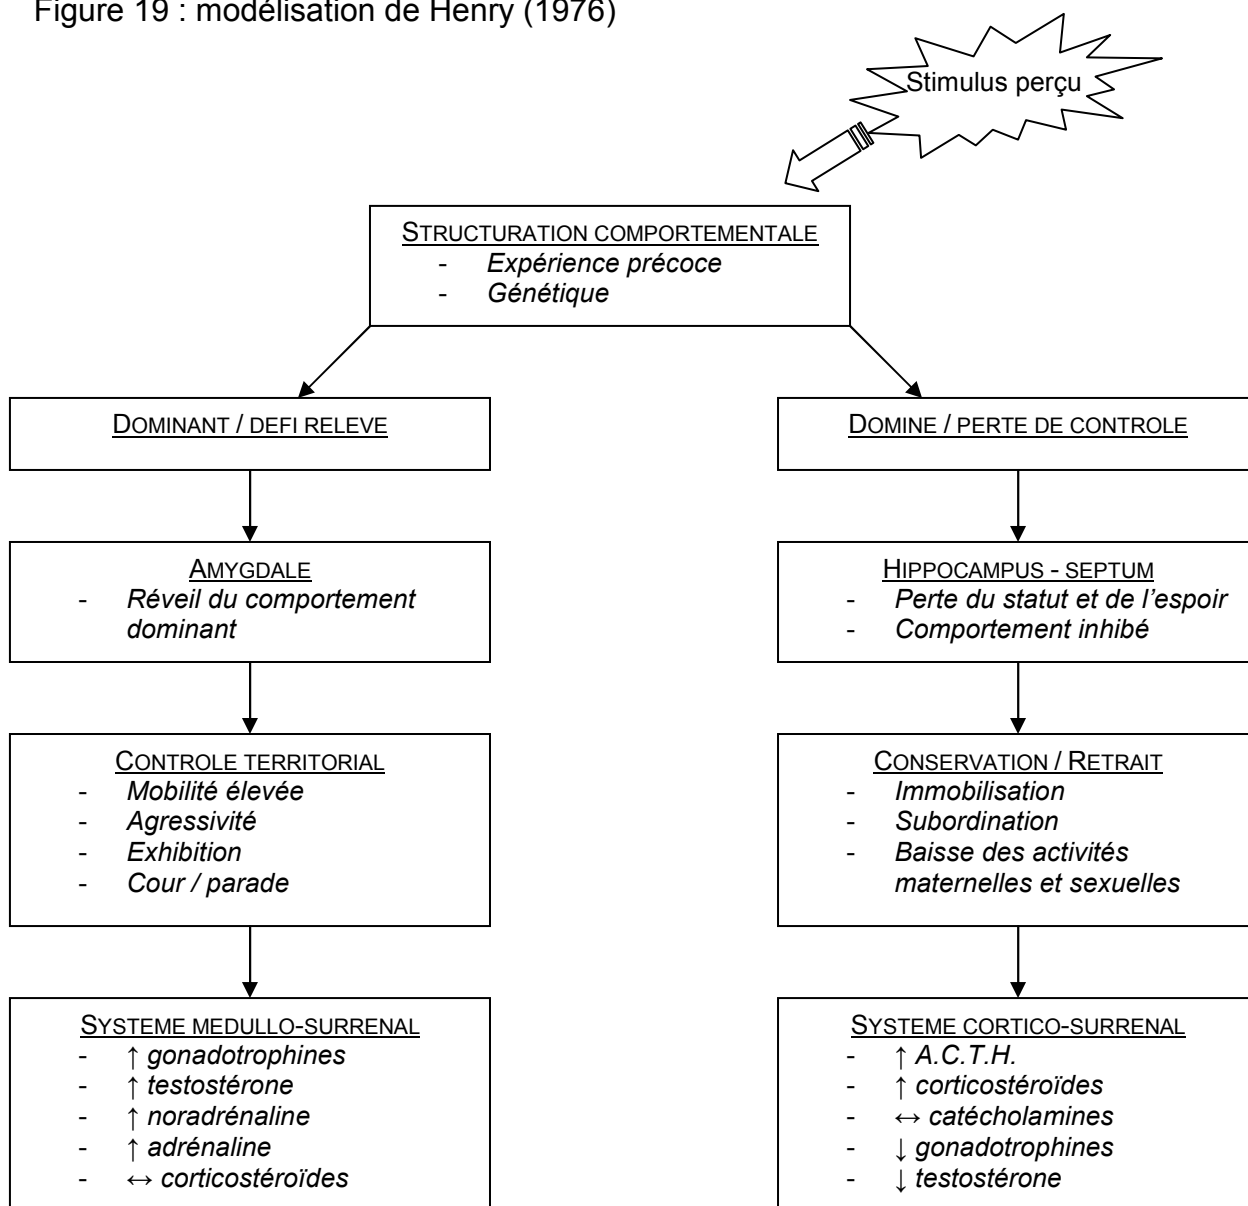 Figure 19 : modélisation de Henry (1976)
Stimulus perçu
STRUCTURATION COMPORTEMENTALE
- Expérience précoce
- Génétique
DOMINANT / DEFI RELEVE
DOMINE / PERTE DE CONTROLE
AMYGDALE
- Réveil du comportement
dominant
HIPPOCAMPUS - SEPTUM
- Perte du statut et de l’espoir
- Comportement inhibé
CONTROLE TERRITORIAL
- Mobilité élevée
- Agressivité
- Exhibition
- Cour / parade
CONSERVATION / RETRAIT
- Immobilisation
- Subordination
- Baisse des activités
maternelles et sexuelles
SYSTEME MEDULLO-SURRENAL
- ↑ gonadotrophines
- ↑ testostérone
- ↑ noradrénaline
- ↑ adrénaline
- ↔ corticostéroïdes
SYSTEME CORTICO-SURRENAL
- ↑ A.C.T.H.
- ↑ corticostéroïdes
- ↔ catécholamines
- ↓ gonadotrophines
- ↓ testostérone